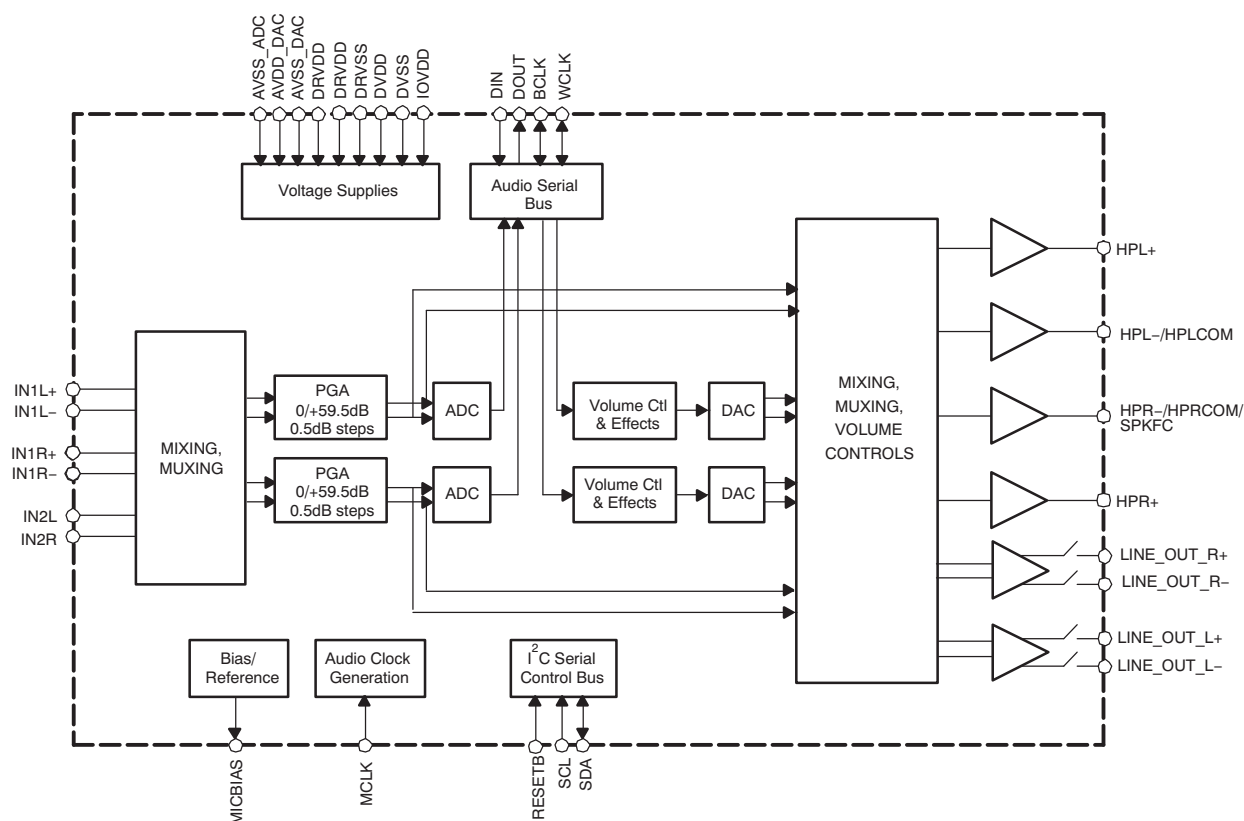 AVSS_ADC
AVDD_DAC
AVSS_DAC
DRVDD
DRVDD
DRVSS
DVDD
DVSS
IOVDD
DIN
DOUT
BCLK
WCLK
Voltage Supplies
Audio Serial
Bus
HPL+
HPL−/HPLCOM
HPR−/HPRCOM/
SPKFC
HPR+
LINE_OUT_R+
LINE_OUT_R−
LINE_OUT_L+
LINE_OUT_L−
IN1L+
IN1L−
IN1R+
IN1R−
IN2L
IN2R
MIXING,
MUXING
PGA
0/+59.5dB
0.5dB steps
ADC
Volume Ctl
& Effects
DAC
PGA
0/+59.5dB
0.5dB steps
ADC
Volume Ctl
& Effects
DAC
MIXING,
MUXING,
VOLUME
CONTROLS
Bias/
Reference
Audio Clock
Generation
I²C Serial
Control Bus
MICBIAS
MCLK
RESETB
SCL
SDA